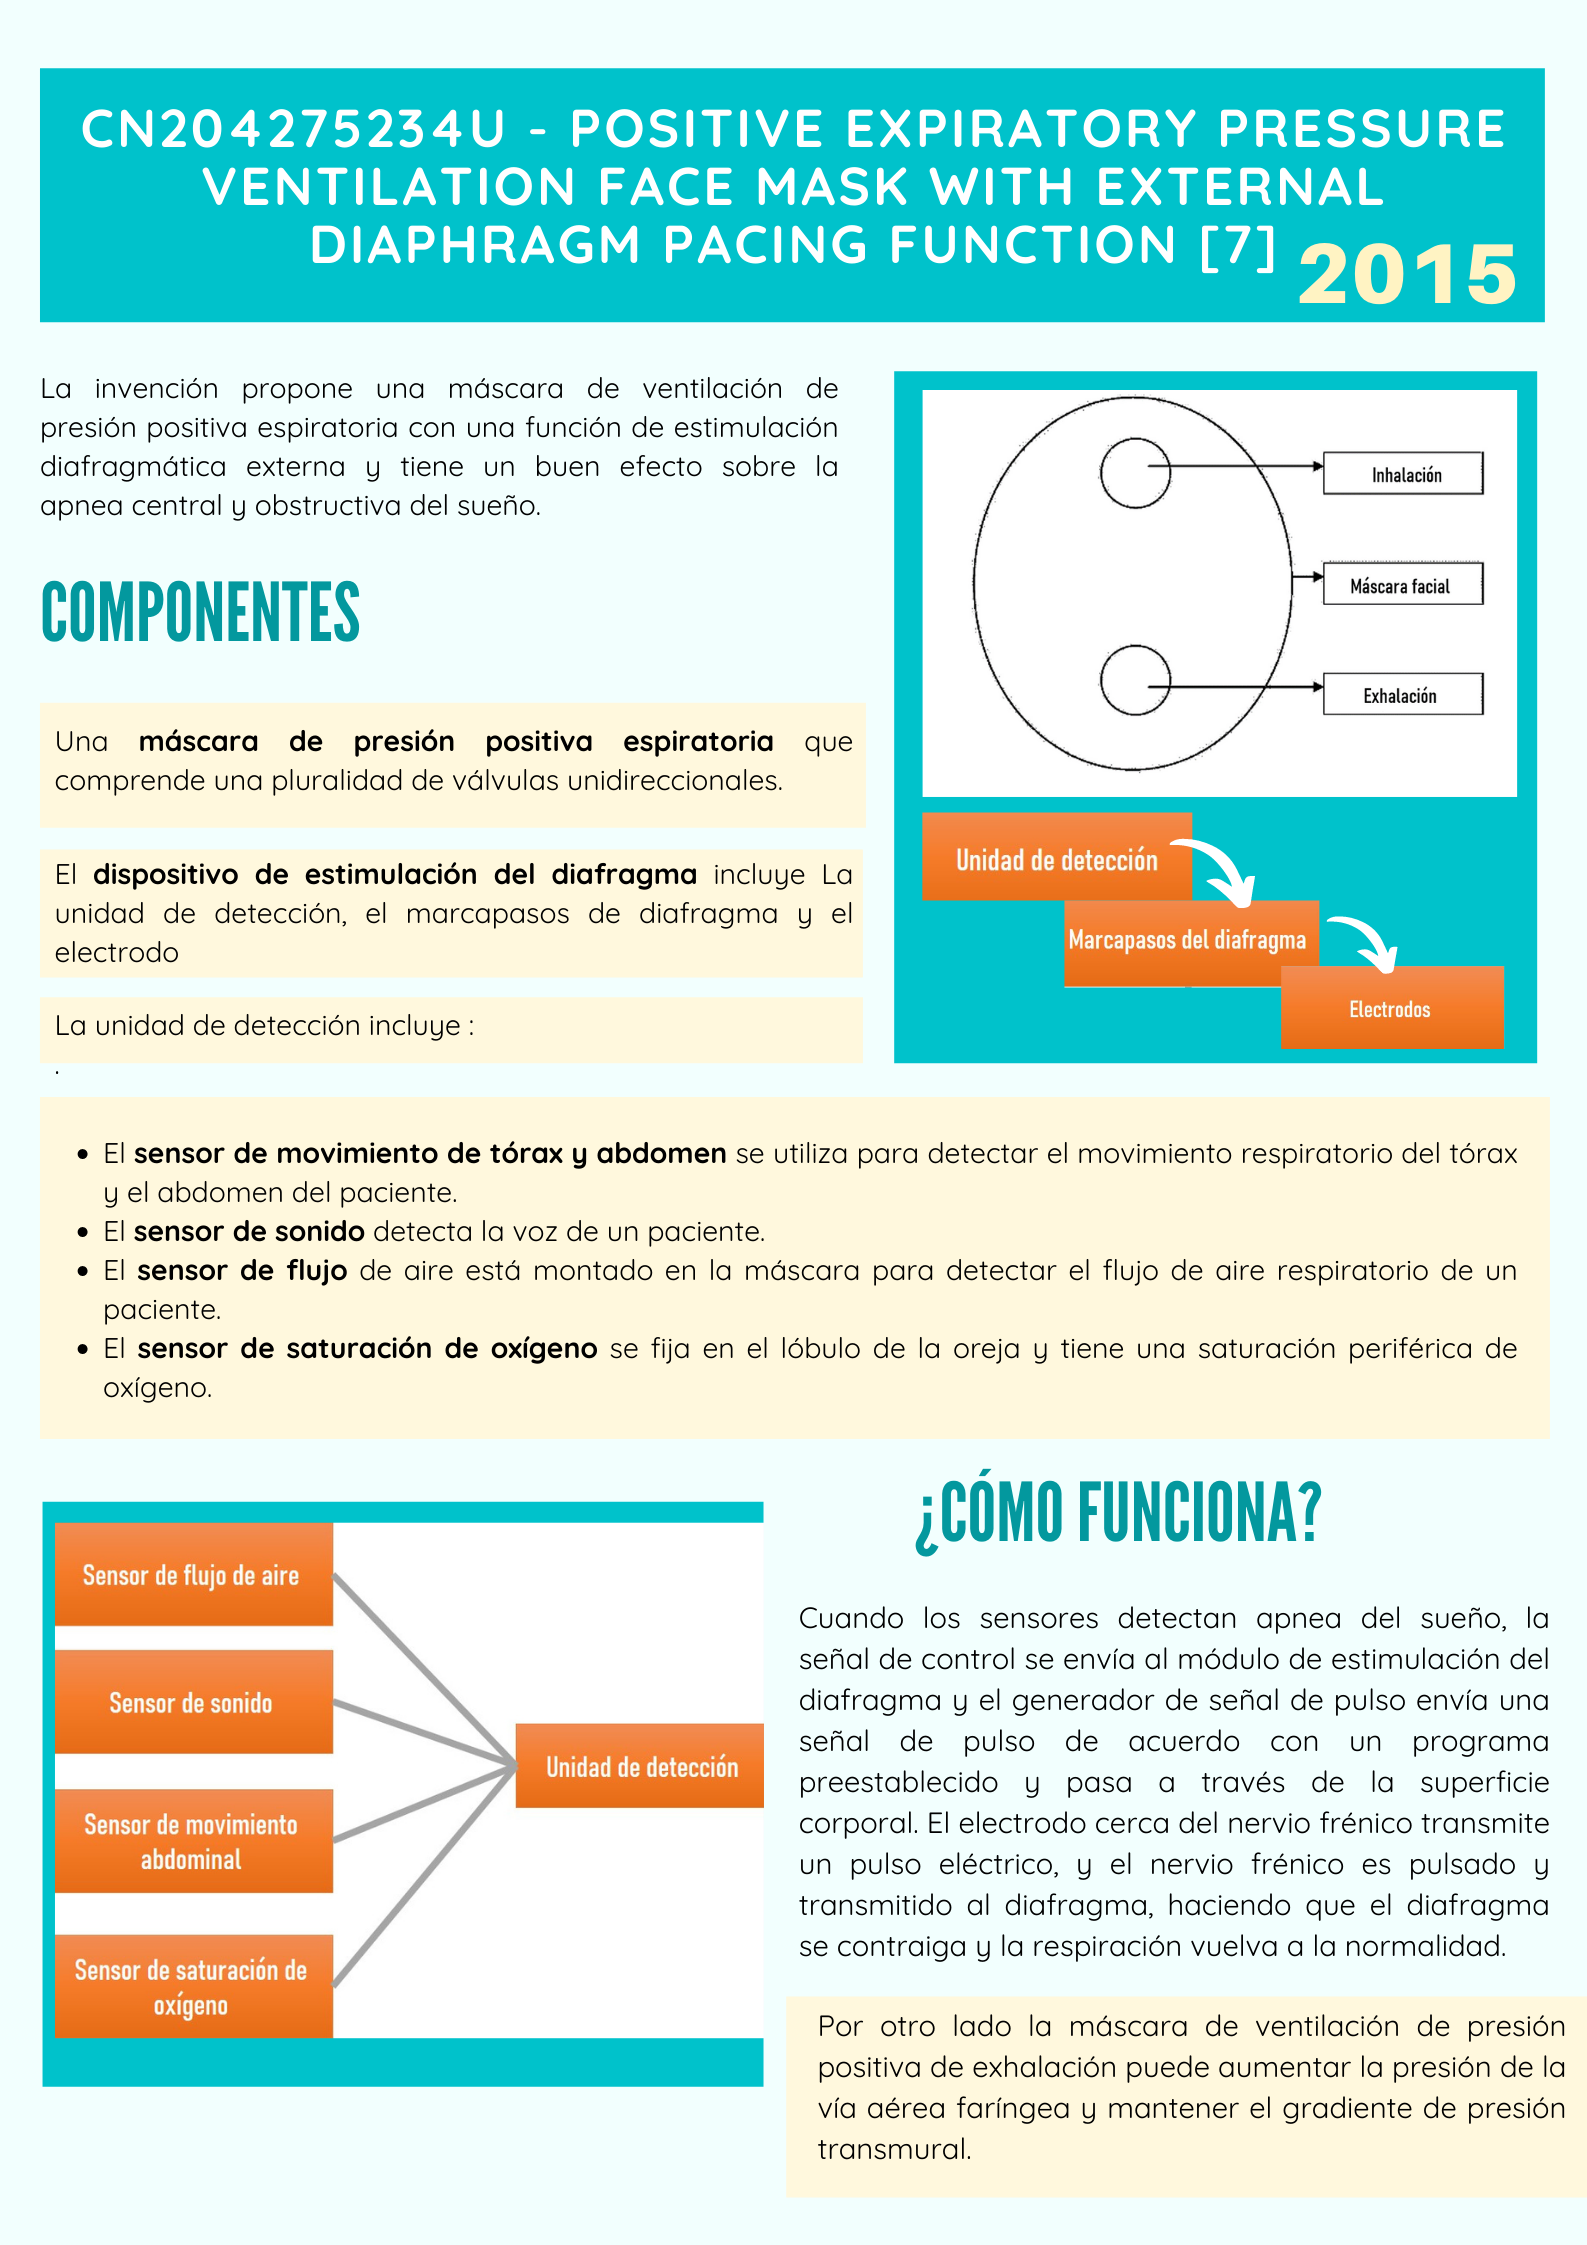 CN204275234U - POSITIVE EXPIRATORY PRESSURE
VENTILATION FACE MASK WITH EXTERNAL
DIAPHRAGM PACING FUNCTION [7]
2015
La invención propone una máscara de ventilación de
presión positiva espiratoria con una función de estimulación
diafragmática externa y tiene un buen efecto sobre la
apnea central y obstructiva del sueño.
COMPONENTES
Una máscara de presión positiva espiratoria que
comprende una pluralidad de válvulas unidireccionales.
El dispositivo de estimulación del diafragma incluye La
unidad de detección, el marcapasos de diafragma y el
electrodo
La unidad de detección incluye :
.
Inhalación
Máscara facial
Exhalación
Unidad de detección
Marcapasos del diafragma
Electrodos
• El sensor de movimiento de tórax y abdomen se utiliza para detectar el movimiento respiratorio del tórax
y el abdomen del paciente.
• El sensor de sonido detecta la voz de un paciente.
• El sensor de flujo de aire está montado en la máscara para detectar el flujo de aire respiratorio de un
paciente.
• El sensor de saturación de oxígeno se fija en el lóbulo de la oreja y tiene una saturación periférica de
oxígeno.
Sensor de flujo de aire
Sensor de sonido
Sensor de movimiento
abdominal
Sensor de saturación de
oxígeno
Unidad de detección
¿CÓMO FUNCIONA?
Cuando los sensores detectan apnea del sueño, la
señal de control se envía al módulo de estimulación del
diafragma y el generador de señal de pulso envía una
señal de pulso de acuerdo con un programa
preestablecido y pasa a través de la superficie
corporal. El electrodo cerca del nervio frénico transmite
un pulso eléctrico, y el nervio frénico es pulsado y
transmitido al diafragma, haciendo que el diafragma
se contraiga y la respiración vuelva a la normalidad.
Por otro lado la máscara de ventilación de presión
positiva de exhalación puede aumentar la presión de la
vía aérea faríngea y mantener el gradiente de presión
transmural.